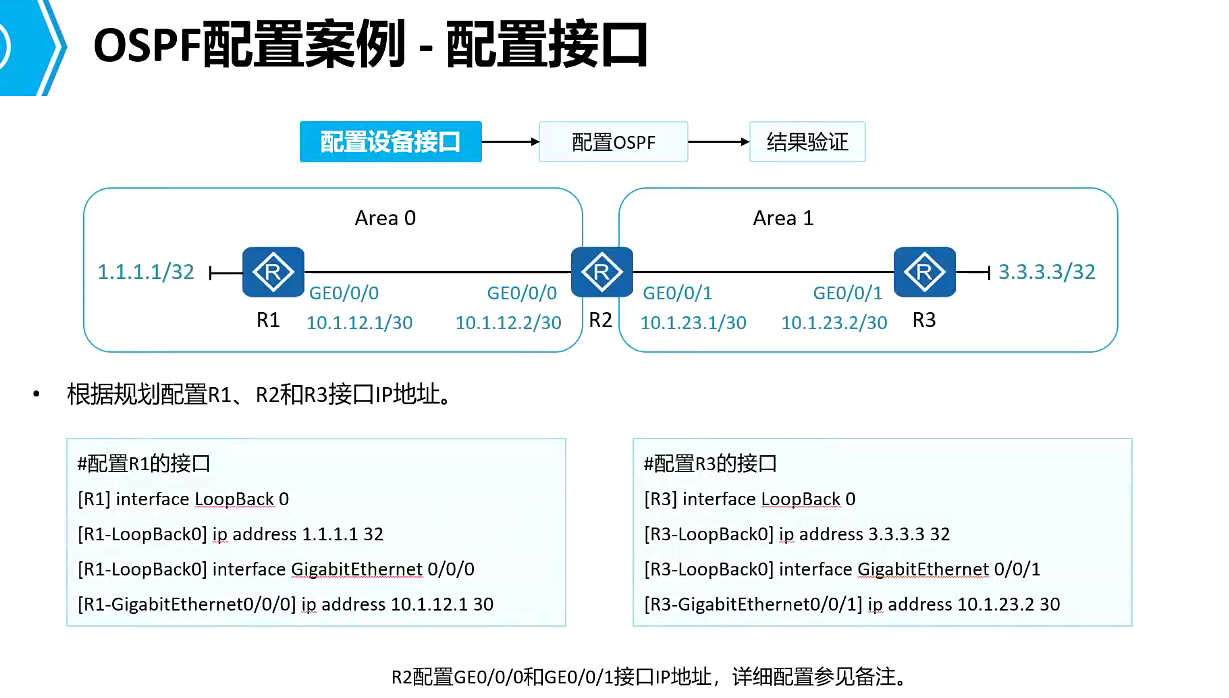 OSPF配置案例 - 配置接口
配置设备接口
配置OSPF
结果验证
Area 0
Area 1
1.1.1.1/32
R
R
R
3.3.3.3/32
GE0/0/0
GE0/0/0
GE0/0/1
GE0/0/1
R1
10.1.12.1/30
10.1.12.2/30
R2
10.1.23.1/30
10.1.23.2/30
R3
• 根据规划配置R1、R2和R3接口IP地址。
#配置R1的接口
[R1] interface LoopBack 0
[R1-LoopBack0] ip address 1.1.1.1 32
[R1-LoopBack0] interface GigabitEthernet 0/0/0
[R1-GigabitEthernet0/0/0] ip address 10.1.12.1 30
#配置R3的接口
[R3] interface LoopBack 0
[R3-LoopBack0] ip address 3.3.3.3 32
[R3-LoopBack0] interface GigabitEthernet 0/0/1
[R3-GigabitEthernet0/0/1] ip address 10.1.23.2 30
R2配置GE0/0/0和GE0/0/1接口IP地址，详细配置参见备注。